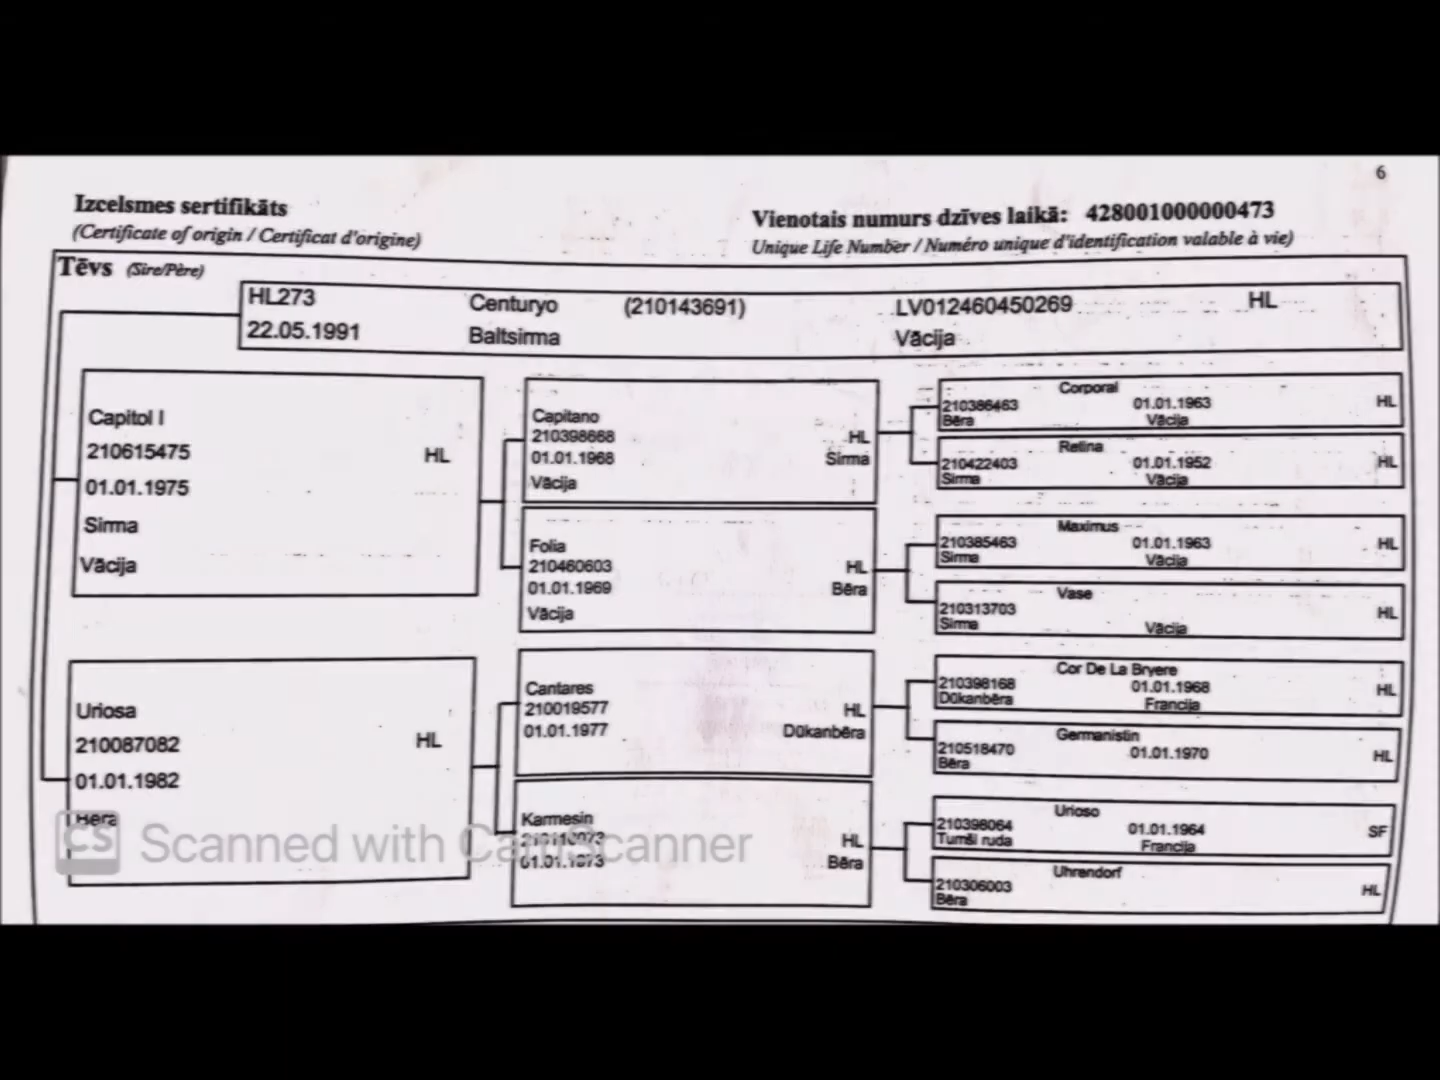 6
Izcelsmes sertifikāts
(Certificate of origin / Certificat d'origine)
Vienotais numurs dzīves laikā: 428001000000473
Unique Life Number / Numéro unique d'identification valable à vie)
Tēvs (Sire/Père)
HL273 Centuryo (210143691) LV012460450269 HL
22.05.1991 Baltsirma Vācija
Capitol I
210615475 HL
01.01.1975
Sirma
Vācija
Capitano
210398668 HL
01.01.1968 Sirma
Vācija
Folia
210460603 HL
01.01.1969 Bēra
Vācija
Corporal
210386463 01.01.1963 HL
Bēra Vācija
Retina
210422403 01.01.1952 HL
Sirma Vācija
Maximus
210385463 01.01.1963 HL
Sirma Vācija
Vase
210313703 HL
Sirma Vācija
Uriosa
210087082 HL
01.01.1982
Bēra
Cantares
210019577 HL
01.01.1977 Dūkanbēra
Karmesin
HL
01.01.1973 Bēra
Cor De La Bryere
210398168 01.01.1968 HL
Dūkanbēra Francija
Germanistin
210518470 01.01.1970 HL
Bēra
Urioso
210398064 01.01.1964 SF
Tumši ruda Francija
Uhrendorf
210306003 HL
Bēra
CS Scanned with CamScanner